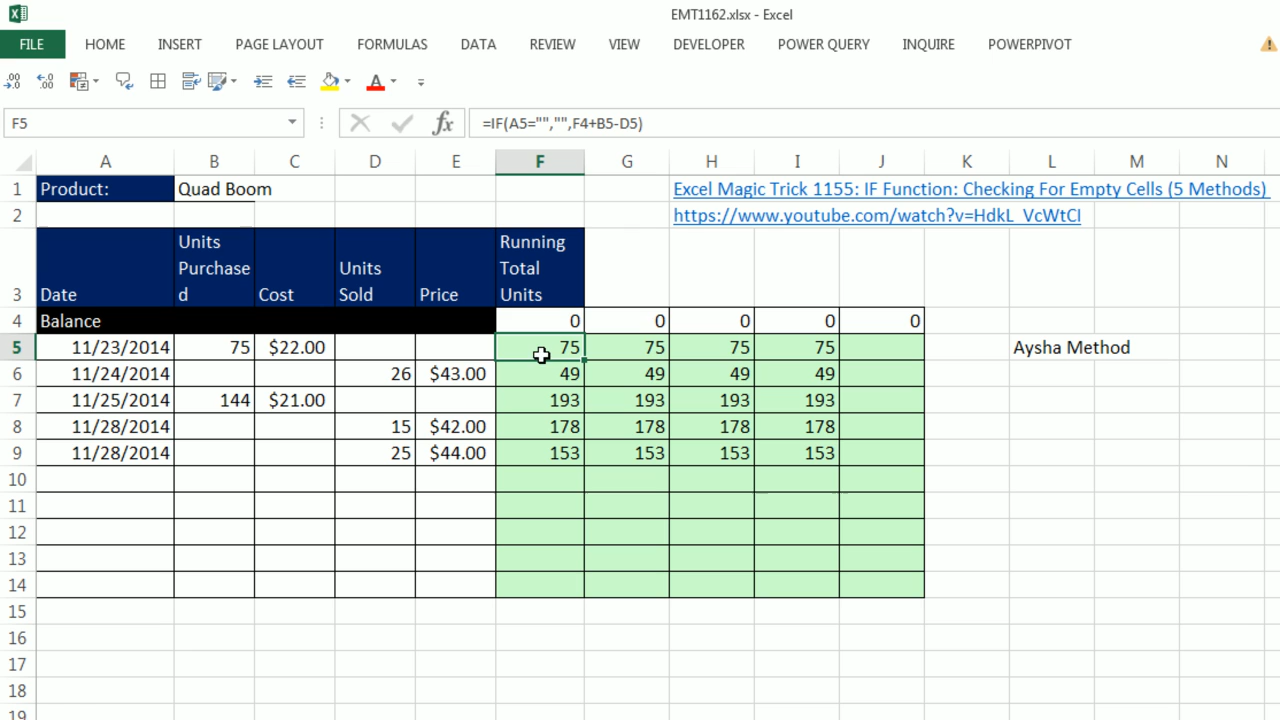 EMT1162.xlsx - Excel
FILE HOME INSERT PAGE LAYOUT FORMULAS DATA REVIEW VIEW DEVELOPER POWER QUERY INQUIRE POWERPIVOT
F5 fx =IF(A5="","",F4+B5-D5)
A B C D E F G H I J K L M N
1 Product: Quad Boom Excel Magic Trick 1155: IF Function: Checking For Empty Cells (5 Methods)
2 https://www.youtube.com/watch?v=HdkL_VcWtCI
Units Running
Purchase Units Total
3 Date d Cost Sold Price Units
4 Balance 0 0 0 0 0
5 11/23/2014 75 $22.00 75 75 75 75 Aysha Method
6 11/24/2014 26 $43.00 49 49 49 49
7 11/25/2014 144 $21.00 193 193 193 193
8 11/28/2014 15 $42.00 178 178 178 178
9 11/28/2014 25 $44.00 153 153 153 153
10
11
12
13
14
15
16
17
18
19